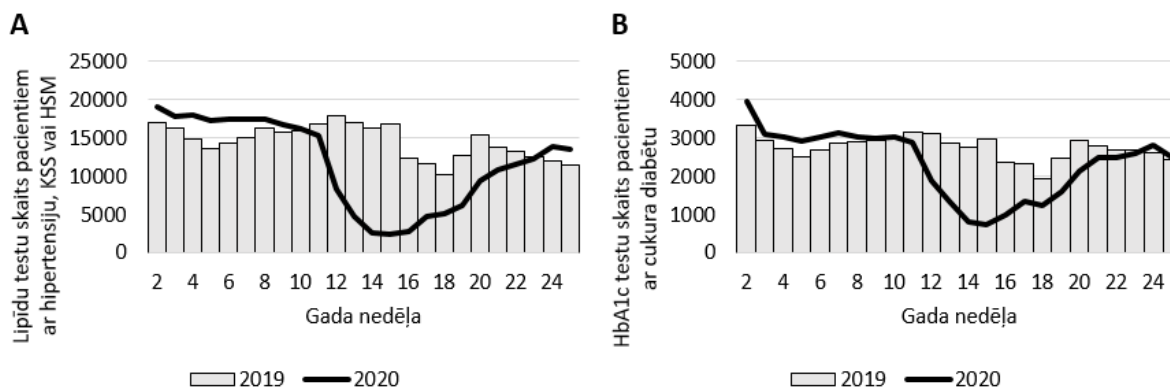 A
Lipīdu testu skaits pacientiem
ar hipertensiju, KSS vai HSM
25000
20000
15000
10000
5000
0
2 4 6 8 10 12 14 16 18 20 22 24
Gada nedēļa
2019 2020
B
HbA1c testu skaits pacientiem
ar cukura diabētu
5000
4000
3000
2000
1000
0
2 4 6 8 10 12 14 16 18 20 22 24
Gada nedēļa
2019 2020